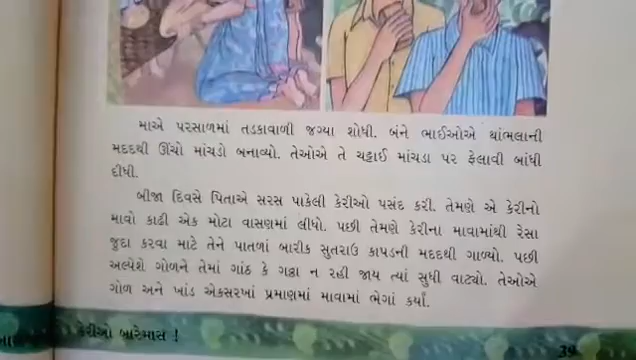 માએ પરસાળમાં તડકાવાળી જગ્યા શોધી. બંને ભાઈઓએ થાંભલાની
મદદથી ઊંચો માંચડો બનાવ્યો. તેઓએ તે ચટ્ટાઈ માંચડા પર ફેલાવી બાંધી
દીધી.
બીજા દિવસે પિતાએ સરસ પાકેલી કેરીઓ પસંદ કરી. તેમણે એ કેરીનો
માવો કાઢી એક મોટા વાસણમાં લીધો. પછી તેમણે કેરીના માવામાંથી રેસા
જુદા કરવા માટે તેને પાતળાં બારીક સુતરાઉ કાપડની મદદથી ગાળ્યો. પછી
અલ્પેશે ગોળને તેમાં ગાંઠ કે ગઠ્ઠા ન રહી જાય ત્યાં સુધી વાટ્યો. તેઓએ
ગોળ અને ખાંડ એકસરખાં પ્રમાણમાં માવામાં ભેગાં કર્યાં.
કેરીઓ બારેમાસ !
39